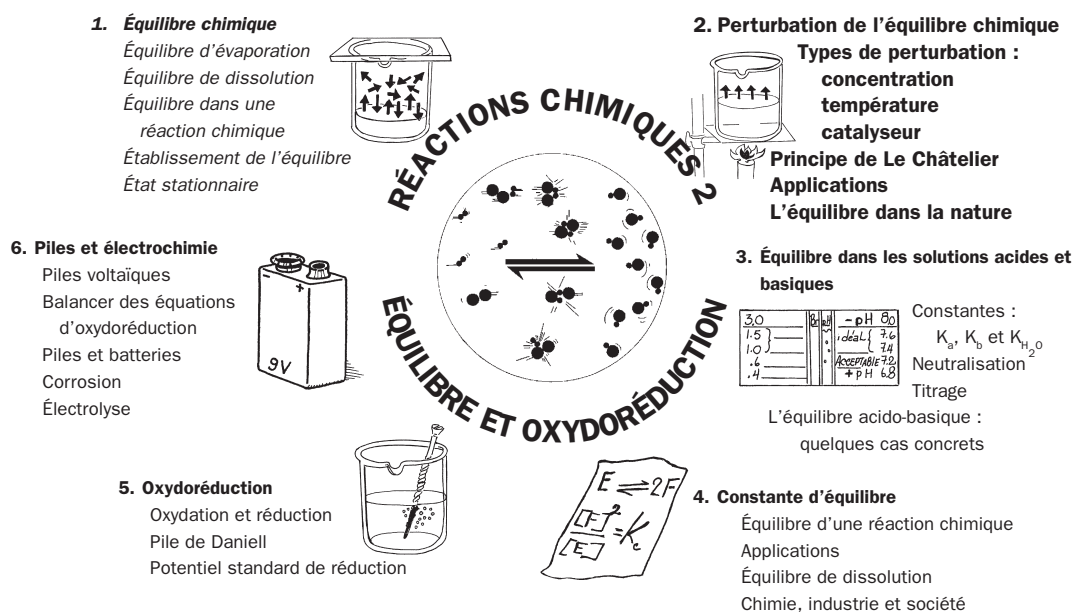 1. Équilibre chimique
Équilibre d'évaporation
Équilibre de dissolution
Équilibre dans une
réaction chimique
Établissement de l'équilibre
État stationnaire
2. Perturbation de l'équilibre chimique
Types de perturbation :
concentration
température
catalyseur
Principe de Le Châtelier
Applications
L'équilibre dans la nature
RÉACTIONS CHIMIQUES 2
ÉQUILIBRE ET OXYDORÉDUCTION
3. Équilibre dans les solutions acides et
basiques
Constantes :
Ka, Kb et KH2O
Neutralisation
Titrage
L'équilibre acido-basique :
quelques cas concrets
3.0 Br pH - pH 8.0
1.5 idéal 7.6
1.0 7.4
.6 ACCEPTABLE 7.2
.4 + pH 6.8
4. Constante d'équilibre
Équilibre d'une réaction chimique
Applications
Équilibre de dissolution
Chimie, industrie et société
E ⇌ 2F
[F]²
[E]
= Kc
5. Oxydoréduction
Oxydation et réduction
Pile de Daniell
Potentiel standard de réduction
6. Piles et électrochimie
Piles voltaïques
Balancer des équations
d'oxydoréduction
Piles et batteries
Corrosion
Électrolyse
- +
9V